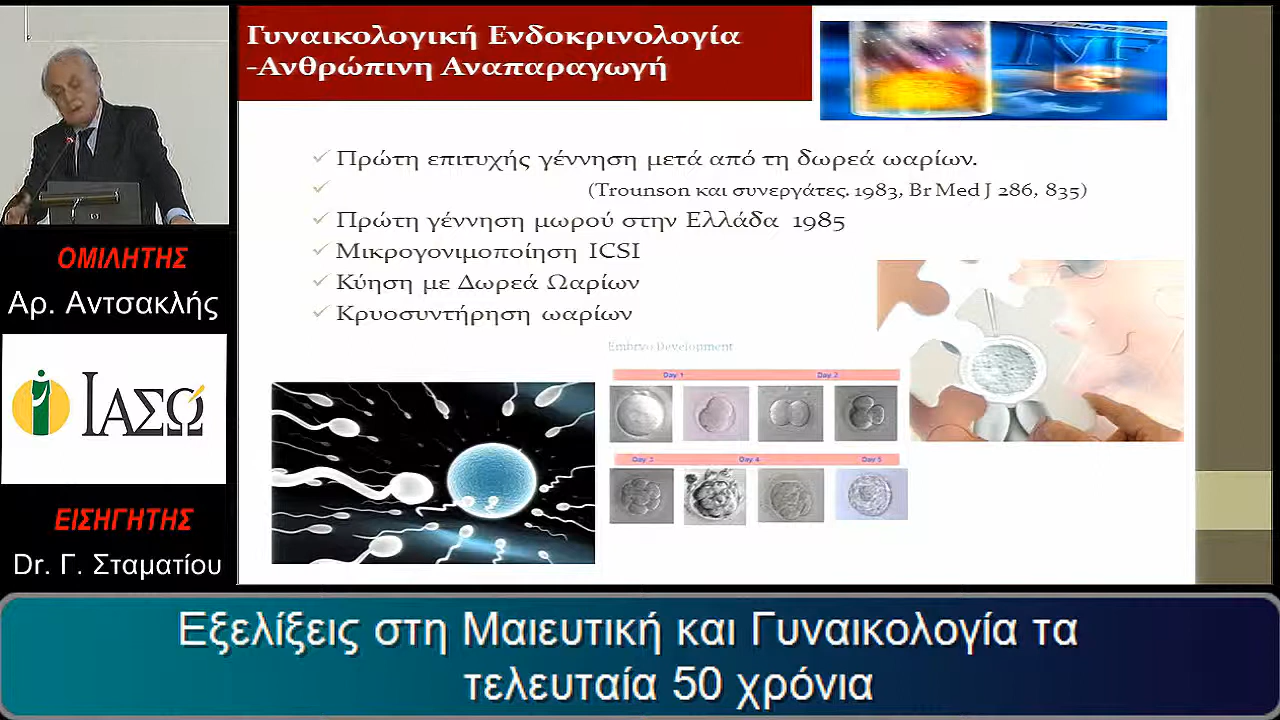 Γυναικολογική Ενδοκρινολογία
-Ανθρώπινη Αναπαραγωγή
Πρώτη επιτυχής γέννηση μετά από τη δωρεά ωαρίων.
(Trounson και συνεργάτες. 1983, Br Med J 286, 835)
Πρώτη γέννηση μωρού στην Ελλάδα 1985
Μικρογονιμοποίηση ICSI
Κύηση με Δωρεά Ωαρίων
Κρυοσυντήρηση ωαρίων
Embryo Development
Day 1
Day 2
Day 3
Day 4
Day 5
ΟΜΙΛΗΤΗΣ
Αρ. Αντσακλής
ΙΑΣΩ
ΕΙΣΗΓΗΤΗΣ
Dr. Γ. Σταματίου
Εξελίξεις στη Μαιευτική και Γυναικολογία τα
τελευταία 50 χρόνια